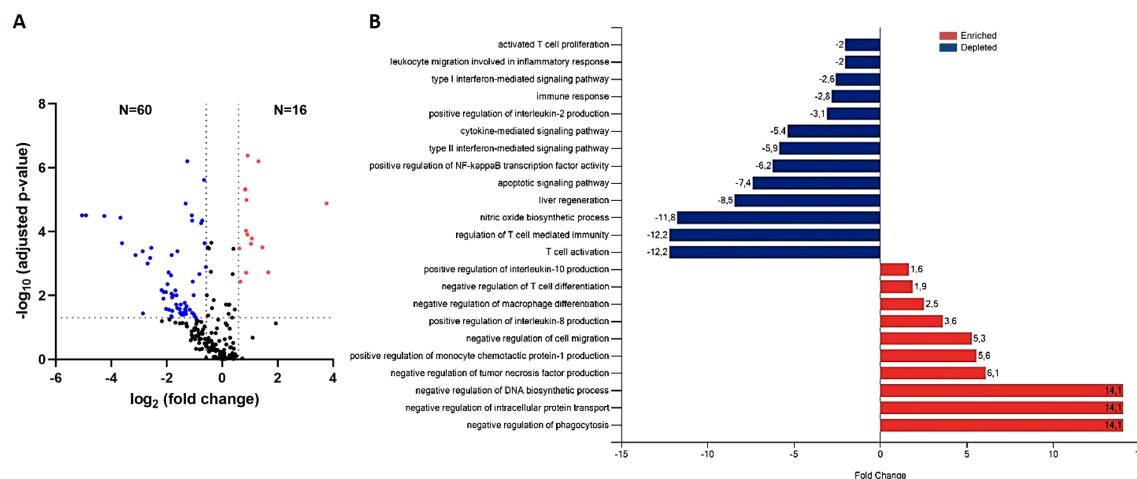 A
N=60
N=16
8
6
4
2
0
-6
-4
-2
0
2
4
-log10 (adjusted p-value)
log2 (fold change)
B
Enriched
Depleted
activated T cell proliferation -2
leukocyte migration involved in inflammatory response -2
type I interferon-mediated signaling pathway -2,6
immune response -2,8
positive regulation of interleukin-2 production -3,1
cytokine-mediated signaling pathway -5,4
type II interferon-mediated signaling pathway -5,9
positive regulation of NF-kappaB transcription factor activity -6,2
apoptotic signaling pathway -7,4
liver regeneration -8,5
nitric oxide biosynthetic process -11,8
regulation of T cell mediated immunity -12,2
T cell activation -12,2
positive regulation of interleukin-10 production 1,6
negative regulation of T cell differentiation 1,9
negative regulation of macrophage differentiation 2,5
positive regulation of interleukin-8 production 3,6
negative regulation of cell migration 5,3
positive regulation of monocyte chemotactic protein-1 production 5,6
negative regulation of tumor necrosis factor production 6,1
negative regulation of DNA biosynthetic process 14,1
negative regulation of intracellular protein transport 14,1
negative regulation of phagocytosis 14,1
-15
-10
-5
0
5
10
Fold Change